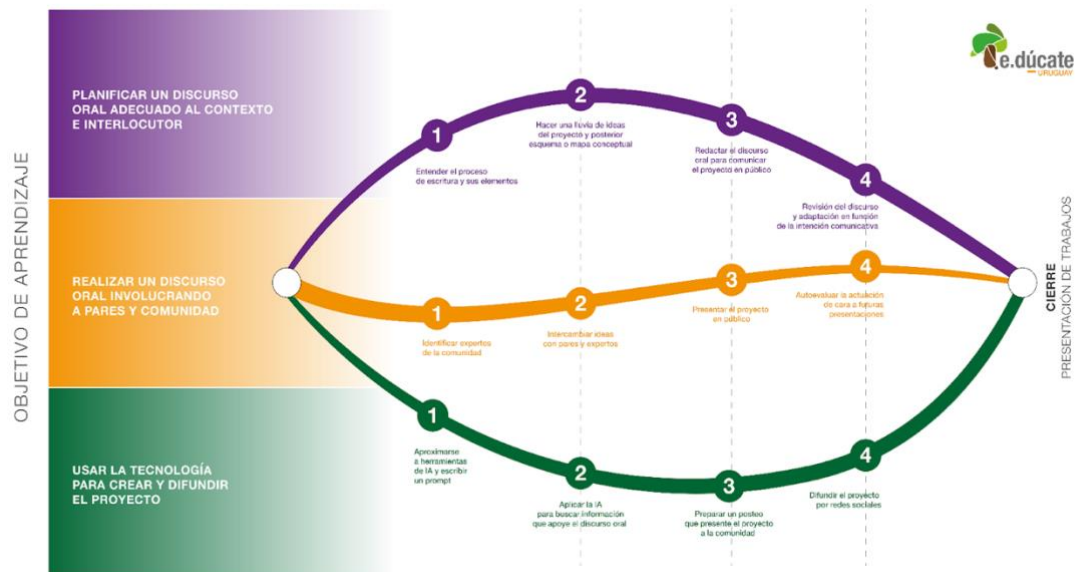 e.dúcate
URUGUAY
OBJETIVO DE APRENDIZAJE
PLANIFICAR UN DISCURSO
ORAL ADECUADO AL CONTEXTO
E INTERLOCUTOR
1
Entender el proceso
de escritura y sus elementos
2
Hacer una lluvia de ideas
del proyecto y posterior
esquema o mapa conceptual
3
Redactar el discurso
oral para comunicar
el proyecto en público
4
Revisión del discurso
y adaptación en función
de la intención comunicativa
REALIZAR UN DISCURSO
ORAL INVOLUCRANDO
A PARES Y COMUNIDAD
1
Identificar expertos
de la comunidad
2
Intercambiar ideas
con pares y expertos
3
Presentar el proyecto
en público
4
Autoevaluar la actuación
de cara a futuras
presentaciones
USAR LA TECNOLOGÍA
PARA CREAR Y DIFUNDIR
EL PROYECTO
1
Aproximarse
a herramientas
de IA y escribir
un prompt
2
Aplicar la IA
para buscar información
que apoye el discurso oral
3
Preparar un posteo
que presente el proyecto
a la comunidad
4
Difundir el proyecto
por redes sociales
CIERRE
PRESENTACIÓN DE TRABAJOS